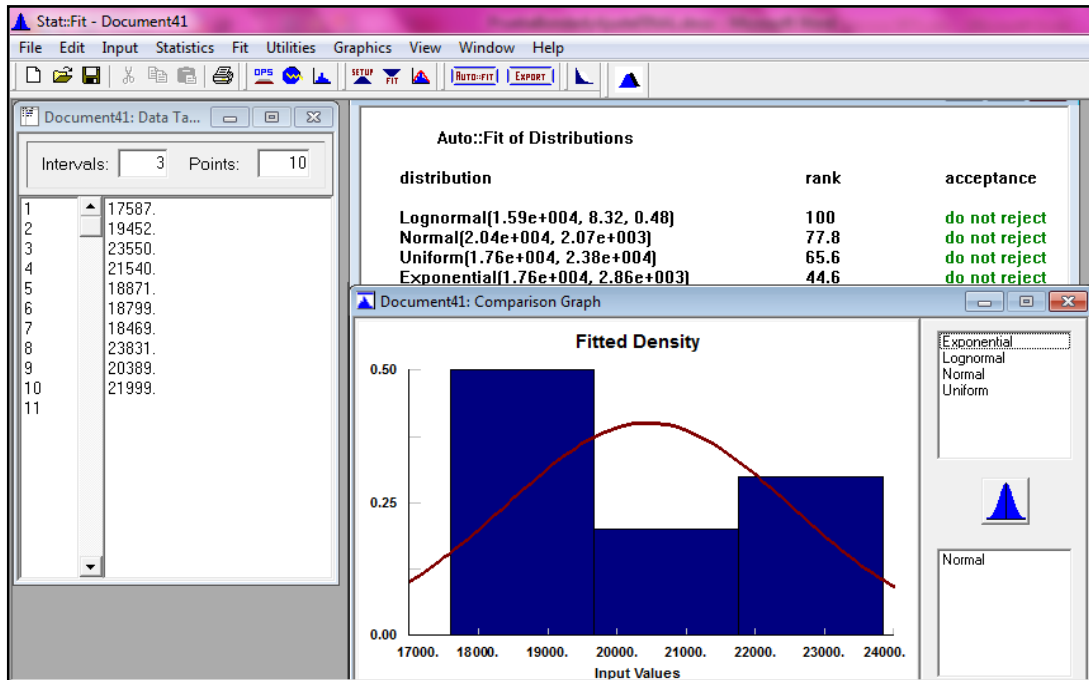 Stat::Fit - Document41
File Edit Input Statistics Fit Utilities Graphics View Window Help
OPS SETUP FIT AUTO::FIT EXPORT
Document41: Data Ta...
Intervals: 3 Points: 10
1 17587.
2 19452.
3 23550.
4 21540.
5 18871.
6 18799.
7 18469.
8 23831.
9 20389.
10 21999.
11
Auto::Fit of Distributions
distribution rank acceptance
Lognormal(1.59e+004, 8.32, 0.48) 100 do not reject
Normal(2.04e+004, 2.07e+003) 77.8 do not reject
Uniform(1.76e+004, 2.38e+004) 65.6 do not reject
Exponential(1.76e+004, 2.86e+003) 44.6 do not reject
Document41: Comparison Graph
Fitted Density
0.50
0.25
0.00
17000. 18000. 19000. 20000. 21000. 22000. 23000. 24000.
Input Values
Exponential
Lognormal
Normal
Uniform
Normal